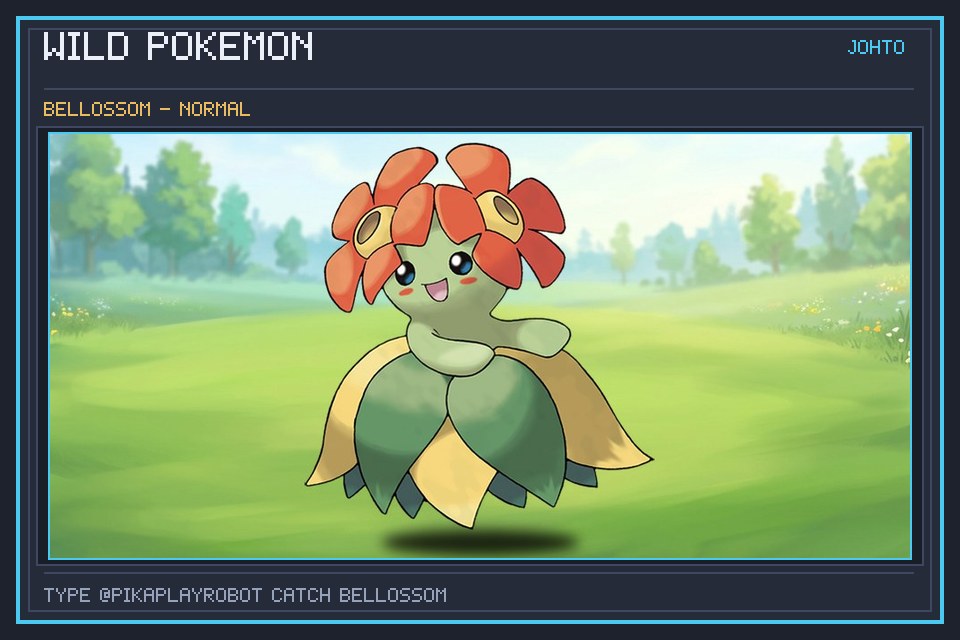 WILD POKEMON
JOHTO
BELLOSSOM - NORMAL
TYPE @PIKAPLAYROBOT CATCH BELLOSSOM